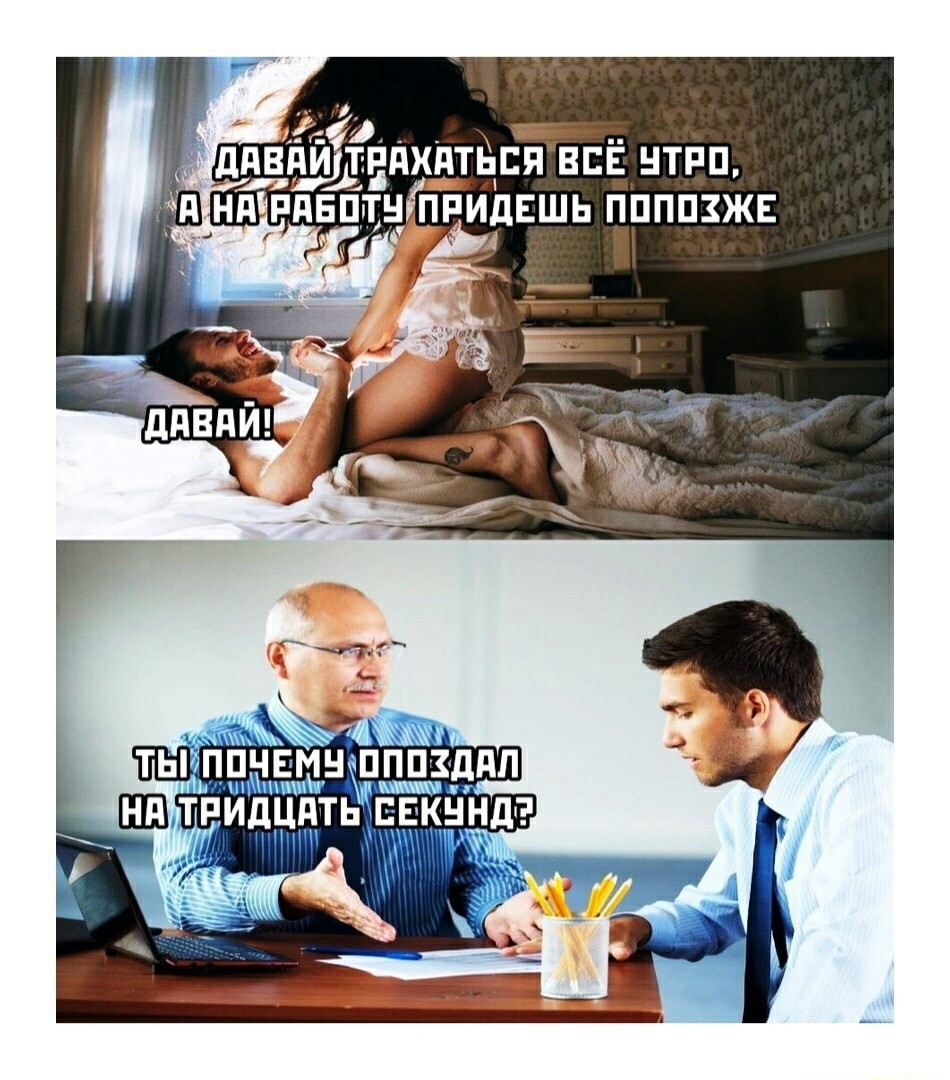 ДАВАЙ ТРАХАТЬСЯ ВСЁ УТРО,
А НА РАБОТУ ПРИДЕШЬ ПОПОЗЖЕ
ДАВАЙ!
ТЫ ПОЧЕМУ ОПОЗДАЛ
НА ТРИДЦАТЬ СЕКУНД?